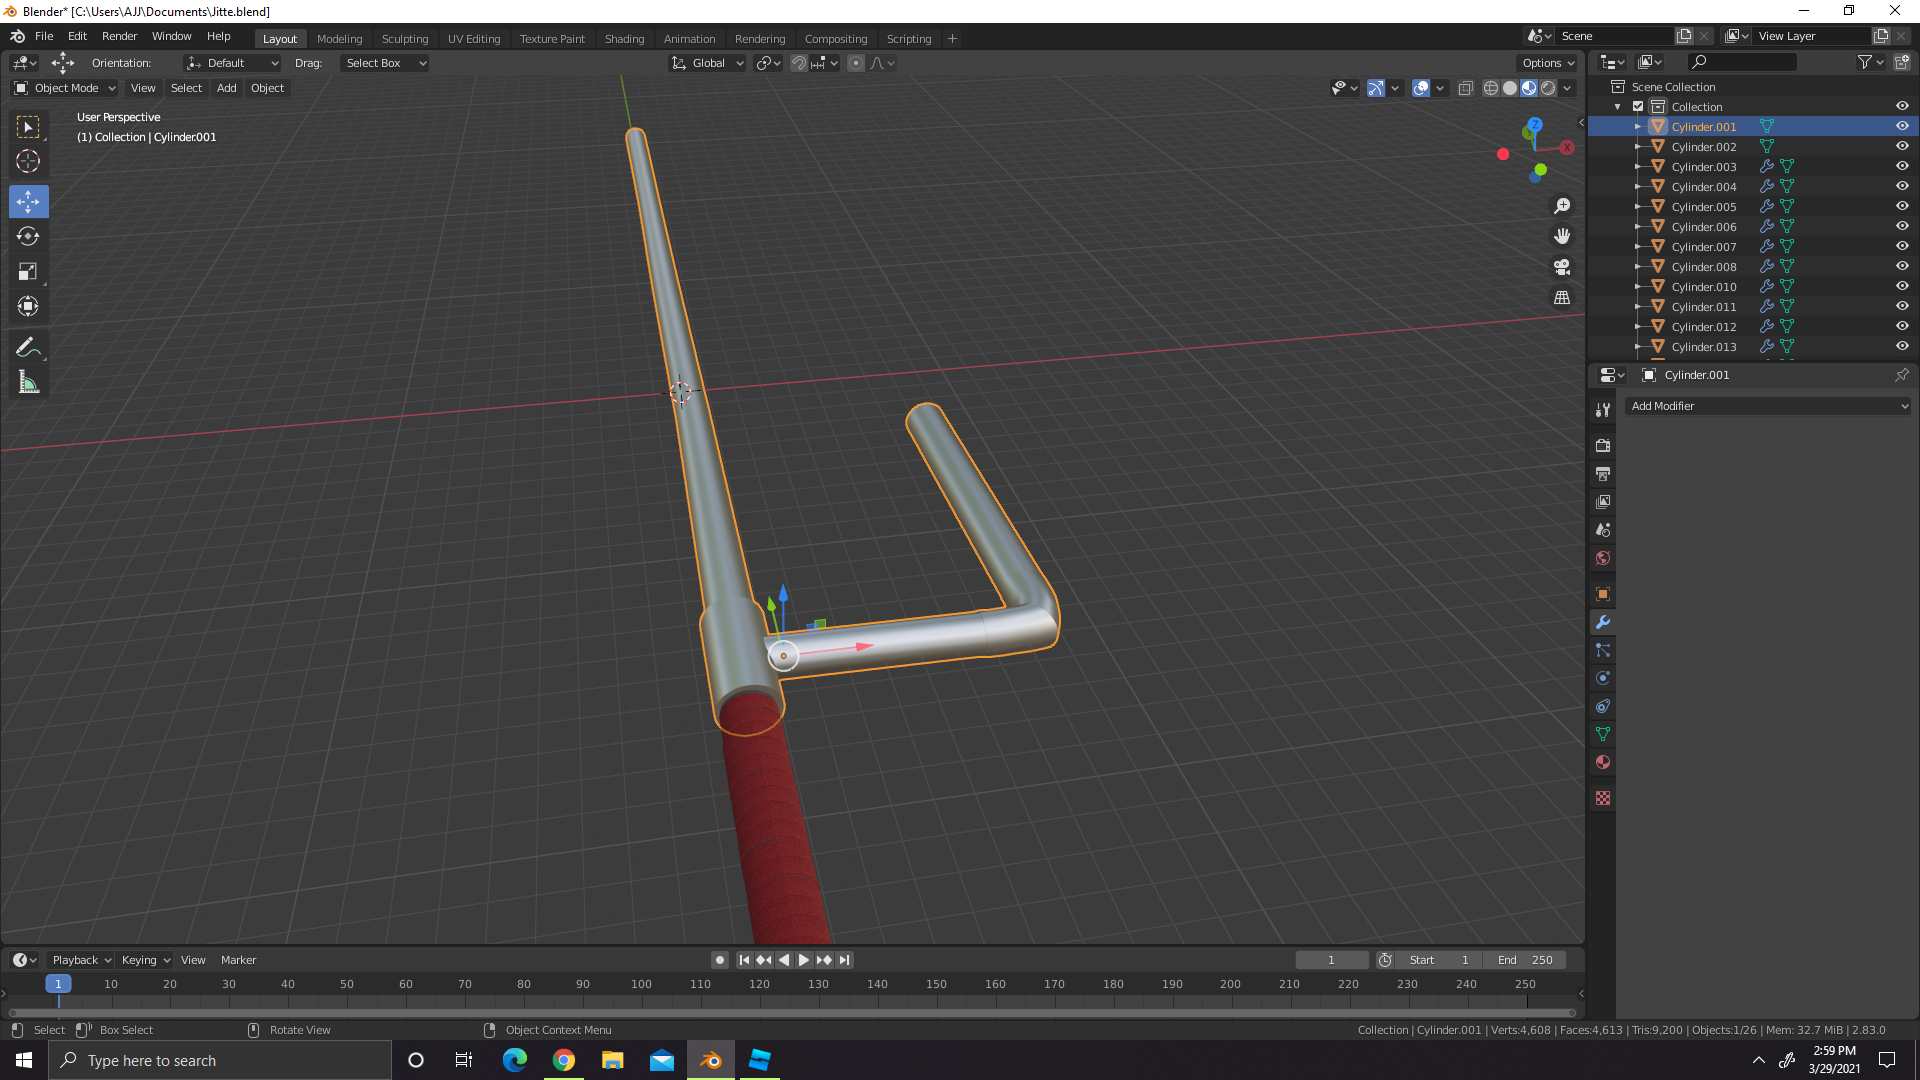 Blender* [C:\Users\AJJ\Documents\Jitte.blend]
File Edit Render Window Help Layout Modeling Sculpting UV Editing Texture Paint Shading Animation Rendering Compositing Scripting + Scene View Layer
Orientation: Default Drag: Select Box Global Options
Object Mode View Select Add Object
User Perspective
(1) Collection | Cylinder.001
Z
X
Scene Collection
Collection
Cylinder.001
Cylinder.002
Cylinder.003
Cylinder.004
Cylinder.005
Cylinder.006
Cylinder.007
Cylinder.008
Cylinder.010
Cylinder.011
Cylinder.012
Cylinder.013
Cylinder.001
Add Modifier
Playback Keying View Marker 1 Start 1 End 250
1 10 20 30 40 50 60 70 80 90 100 110 120 130 140 150 160 170 180 190 200 210 220 230 240 250
Select Box Select Rotate View Object Context Menu Collection | Cylinder.001 | Verts:4,608 | Faces:4,613 | Tris:9,200 | Objects:1/26 | Mem: 32.7 MiB | 2.83.0
Type here to search
2:59 PM
3/29/2021